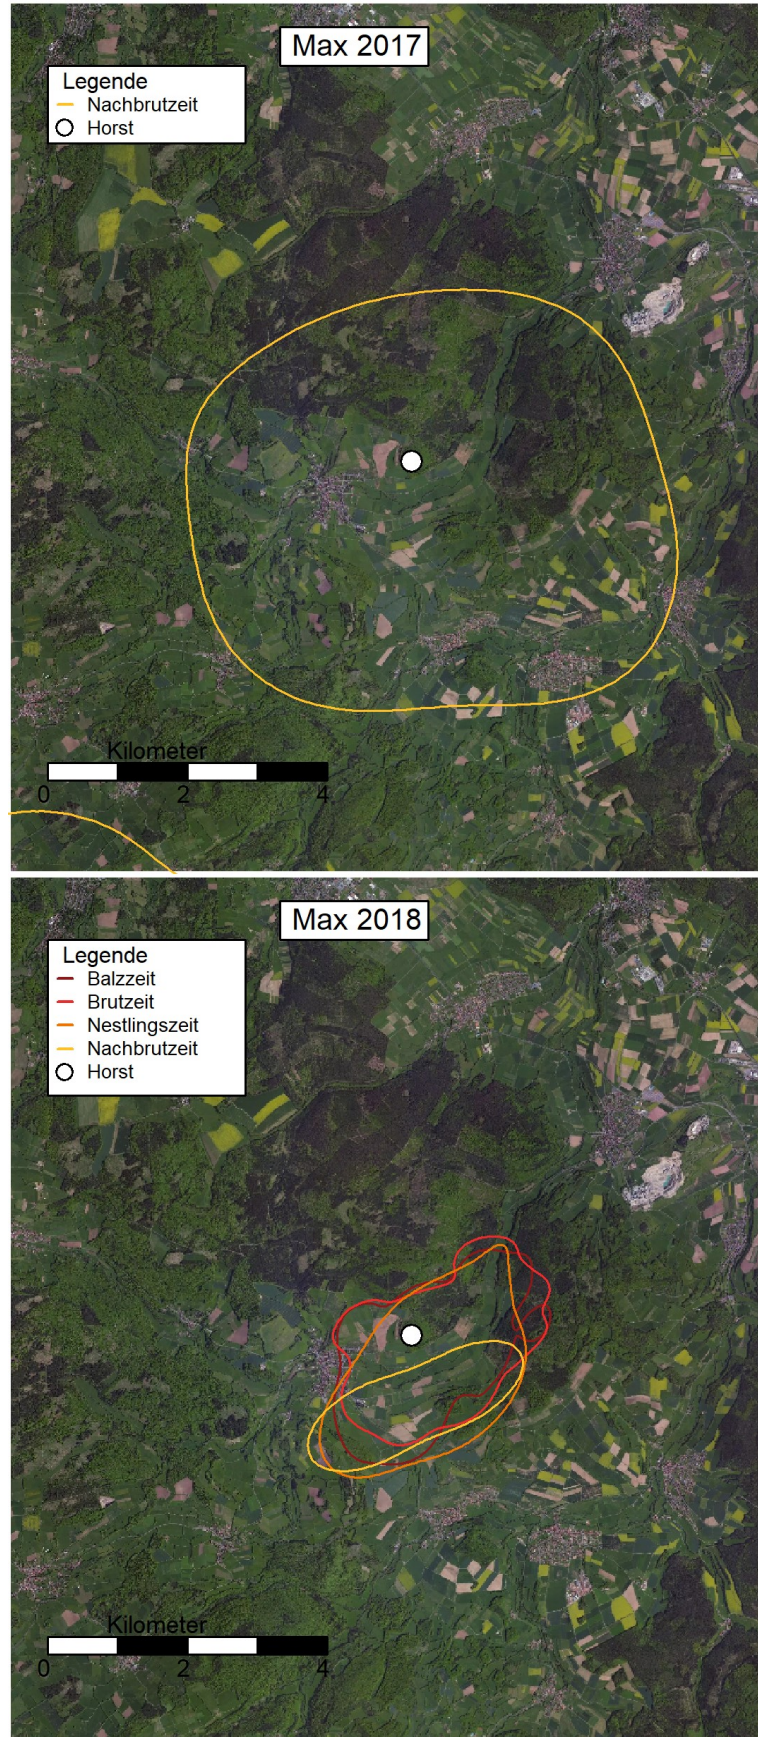 Max 2017
Legende
Nachbrutzeit
Horst
Kilometer
0 2 4
Max 2018
Legende
Balzzeit
Brutzeit
Nestlingszeit
Nachbrutzeit
Horst
Kilometer
0 2 4